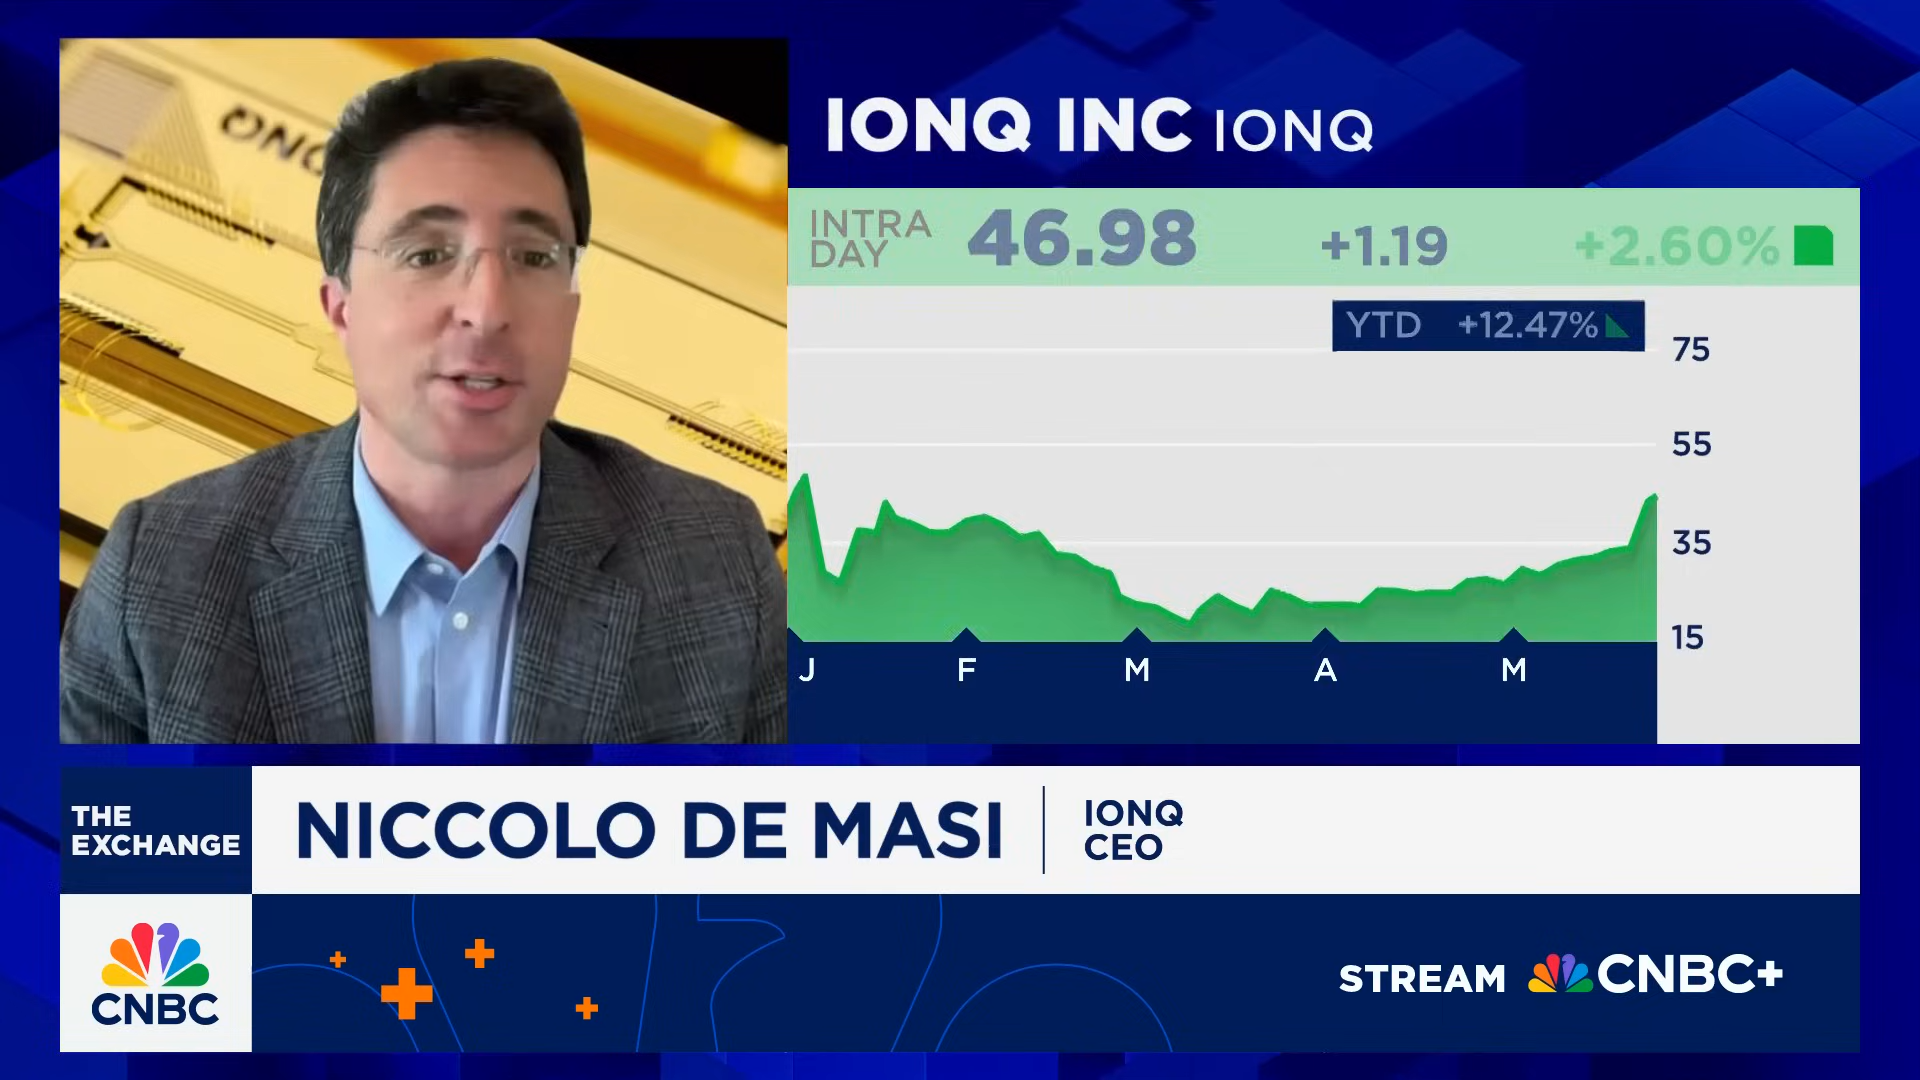 IONQ
IONQ INC IONQ
INTRA
DAY
46.98 +1.19 +2.60%
YTD +12.47%
75
55
35
15
J F M A M
THE
EXCHANGE
NICCOLO DE MASI
IONQ
CEO
CNBC
STREAM CNBC+